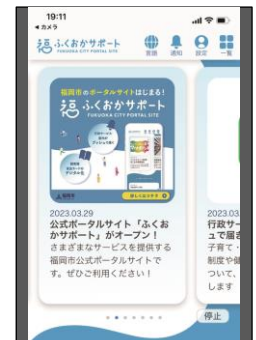 19:11
◀ カメラ
ふくおかサポート
FUKUOKA CITY PORTAL SITE
言語
通知
設定
一覧
福岡市のポータルサイトはじまる!
ふくおかサポート
FUKUOKA CITY PORTAL SITE
2023.03.29
公式ポータルサイト「ふくお
かサポート」がオープン!
さまざまなサービスを提供する
福岡市公式ポータルサイトで
す。ぜひご利用ください!
2023.03
行政サー
ュで届き
子育て・
制度や健
ついて、
します
停止